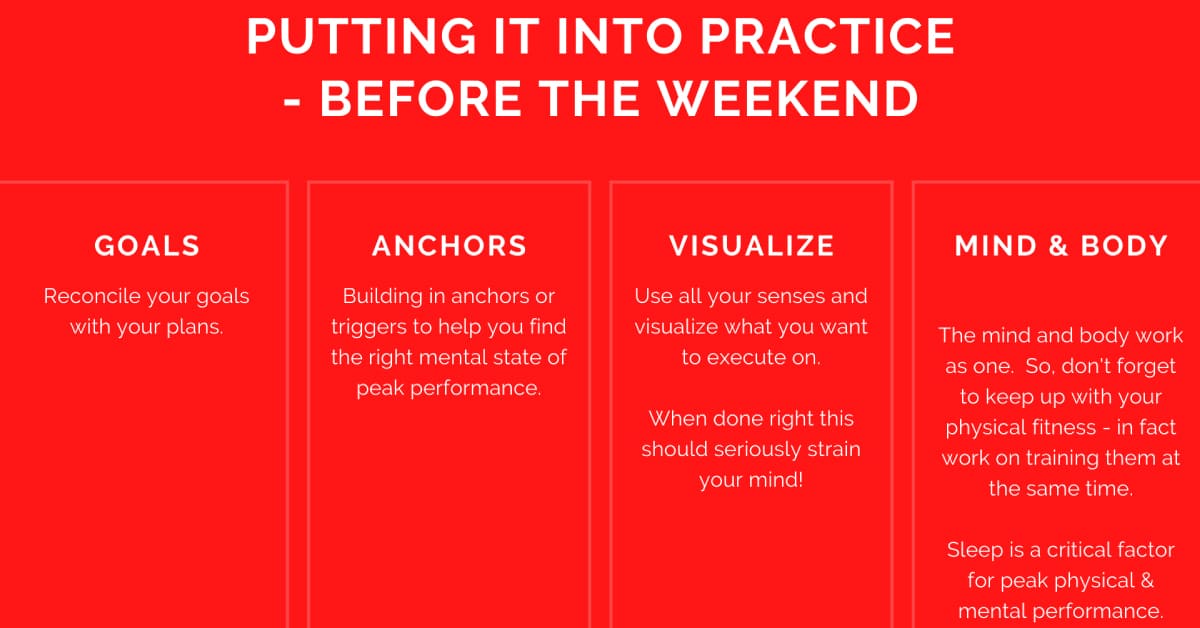 PUTTING IT INTO PRACTICE
- BEFORE THE WEEKEND
GOALS
Reconcile your goals
with your plans.
ANCHORS
Building in anchors or
triggers to help you find
the right mental state of
peak performance.
VISUALIZE
Use all your senses and
visualize what you want
to execute on.
When done right this
should seriously strain
your mind!
MIND & BODY
The mind and body work
as one.  So, don't forget
to keep up with your
physical fitness - in fact
work on training them at
the same time.
Sleep is a critical factor
for peak physical &
mental performance.